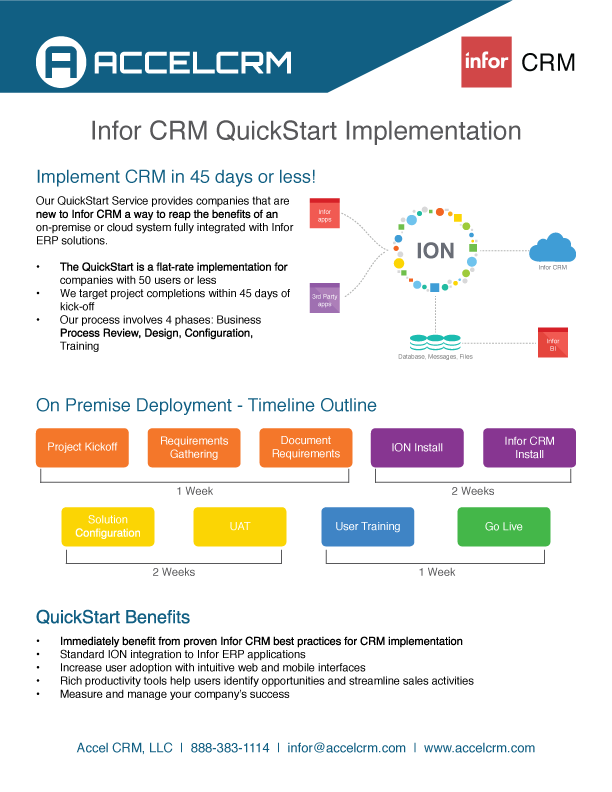 ACCELCRM
infor CRM
Infor CRM QuickStart Implementation
Implement CRM in 45 days or less!
Our QuickStart Service provides companies that are
new to Infor CRM a way to reap the benefits of an
on-premise or cloud system fully integrated with Infor
ERP solutions.
• The QuickStart is a flat-rate implementation for
companies with 50 users or less
• We target project completions within 45 days of
kick-off
• Our process involves 4 phases: Business
Process Review, Design, Configuration,
Training
infor
apps
ION
infor CRM
3rd Party
apps
infor
BI
Database, Messages, Files
On Premise Deployment - Timeline Outline
Project Kickoff
Requirements
Gathering
Document
Requirements
ION Install
Infor CRM
Install
1 Week
2 Weeks
Solution
Configuration
UAT
User Training
Go Live
2 Weeks
1 Week
QuickStart Benefits
• Immediately benefit from proven Infor CRM best practices for CRM implementation
• Standard ION integration to Infor ERP applications
• Increase user adoption with intuitive web and mobile interfaces
• Rich productivity tools help users identify opportunities and streamline sales activities
• Measure and manage your company's success
Accel CRM, LLC | 888-383-1114 | infor@accelcrm.com | www.accelcrm.com